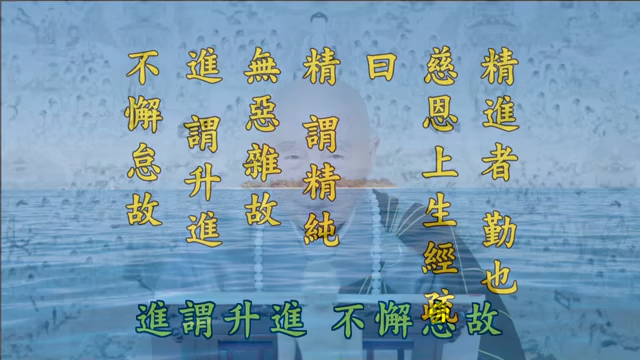 精進者 勤也
慈恩上生經疏
曰
精 謂精純
無惡雜故
進 謂升進
不懈怠故
進謂升進 不懈怠故